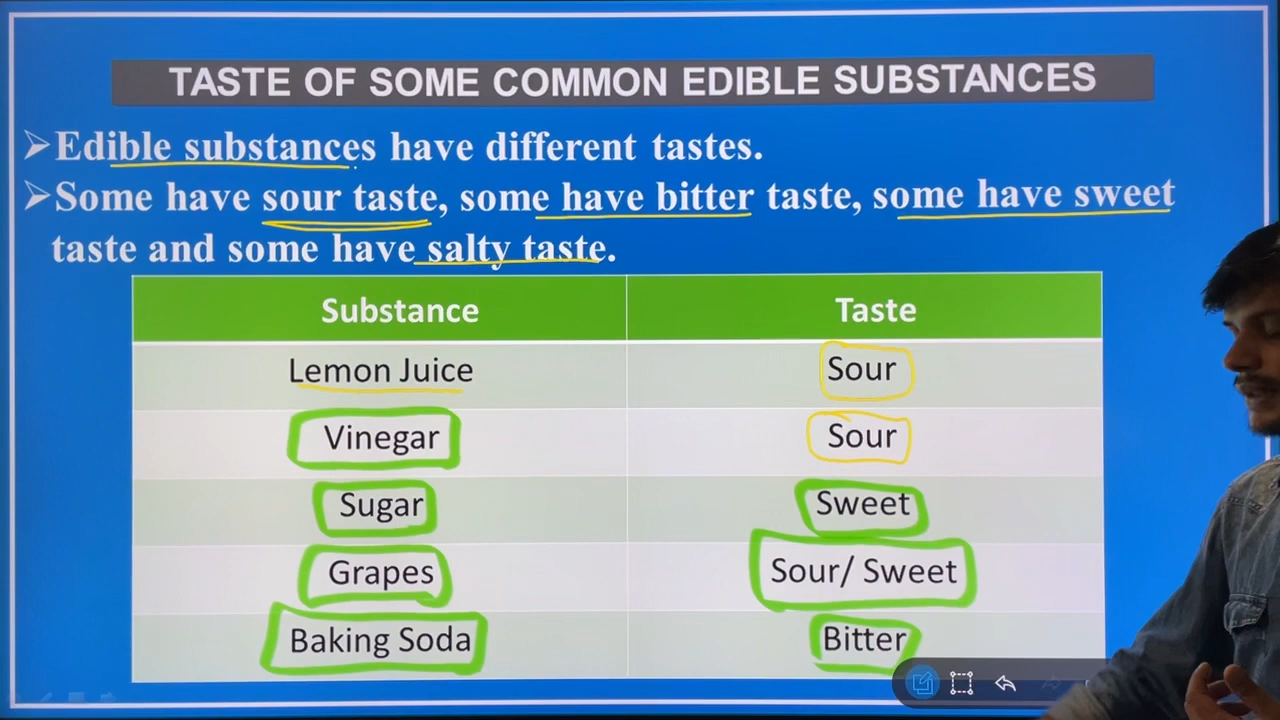 TASTE OF SOME COMMON EDIBLE SUBSTANCES
➢Edible substances have different tastes.
➢Some have sour taste, some have bitter taste, some have sweet
taste and some have salty taste.
Substance Taste
Lemon Juice Sour
Vinegar Sour
Sugar Sweet
Grapes Sour/ Sweet
Baking Soda Bitter